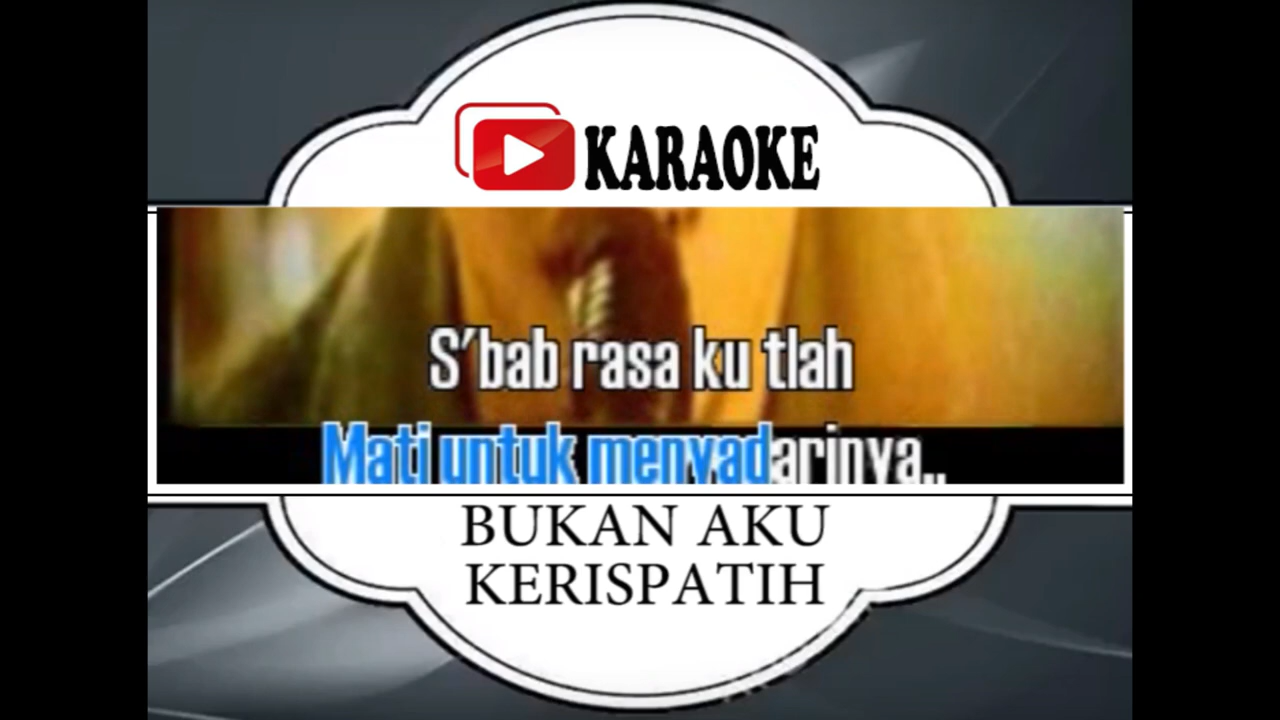 KARAOKE
S'bab rasa ku tlah
Mati untuk menyadarinya..
BUKAN AKU
KERISPATIH